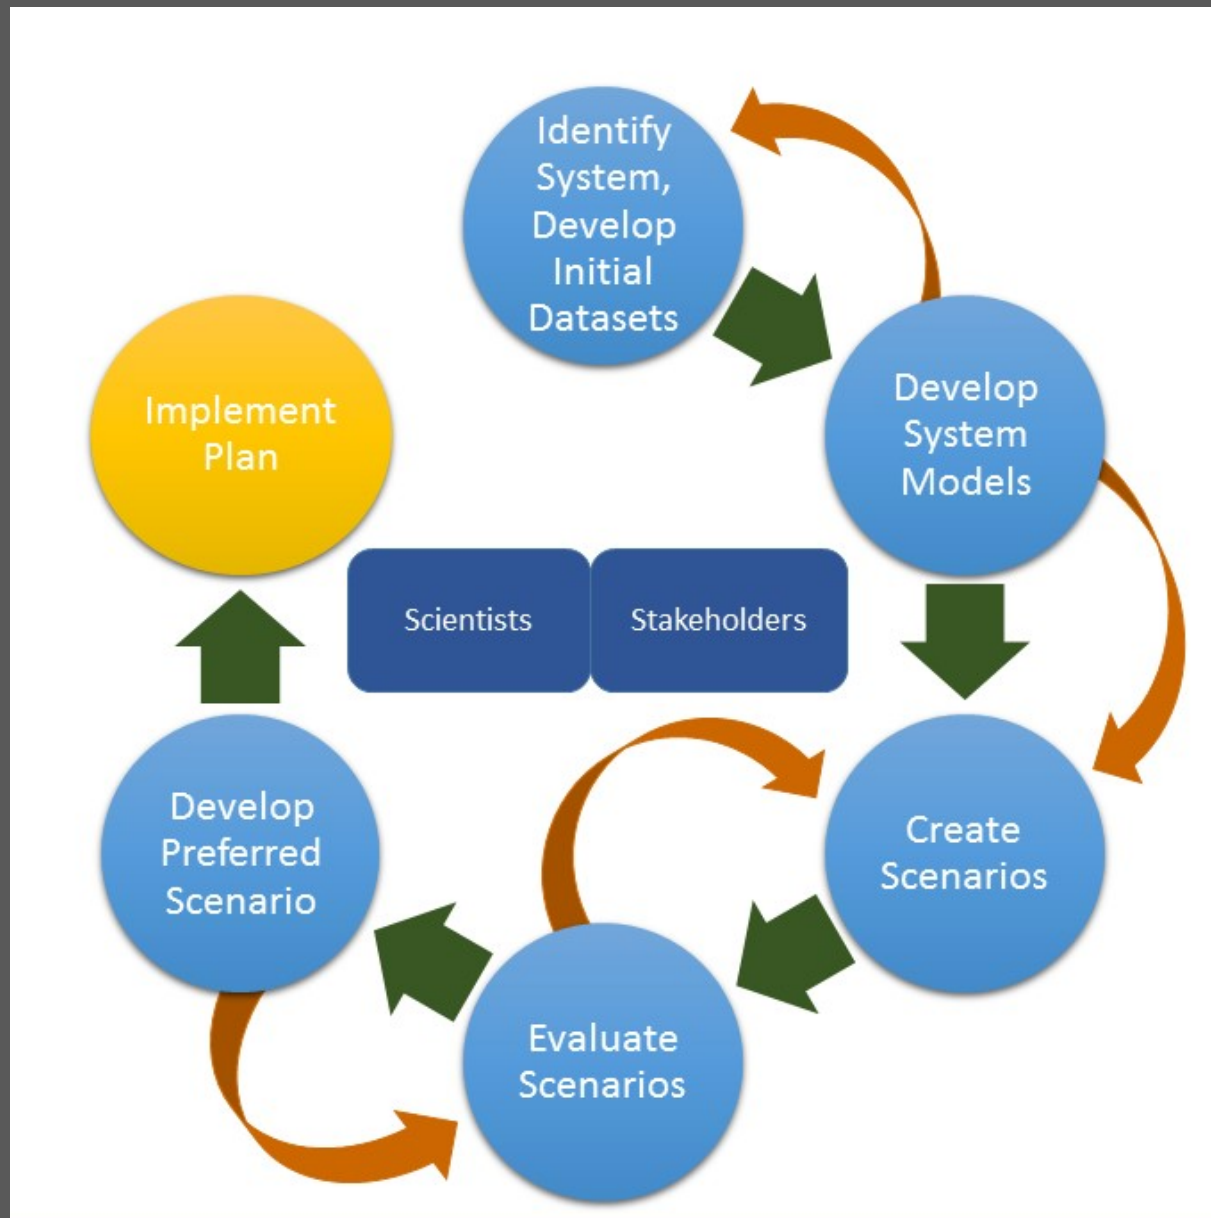 Identify
System,
Develop
Initial
Datasets
Develop
System
Models
Create
Scenarios
Evaluate
Scenarios
Develop
Preferred
Scenario
Implement
Plan
Scientists
Stakeholders